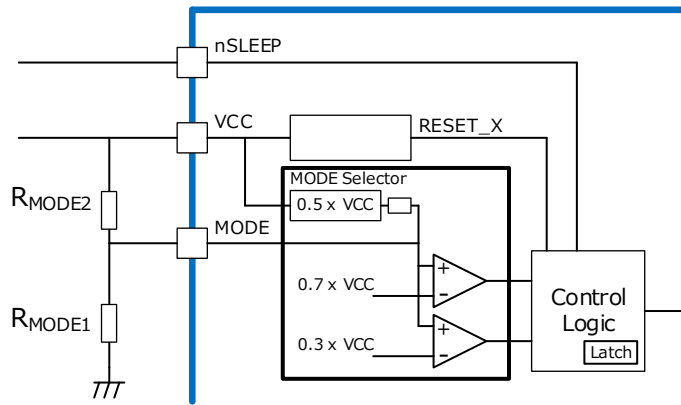 nSLEEP
VCC
RESET_X
MODE Selector
RMODE2
0.5 x VCC
MODE
0.7 x VCC
+
−
RMODE1
0.3 x VCC
+
−
Control
Logic
Latch